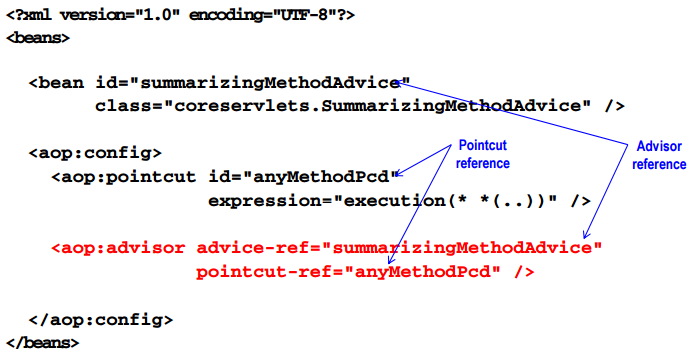 <?xml version="1.0" encoding="UTF-8"?>
<beans>
<bean id="summarizingMethodAdvice"
class="coreservlets.SummarizingMethodAdvice" />
<aop:config>
Pointcut
reference
Advisor
reference
<aop:pointcut id="anyMethodPcd"
expression="execution(* *(..))" />
<aop:advisor advice-ref="summarizingMethodAdvice"
pointcut-ref="anyMethodPcd" />
</aop:config>
</beans>